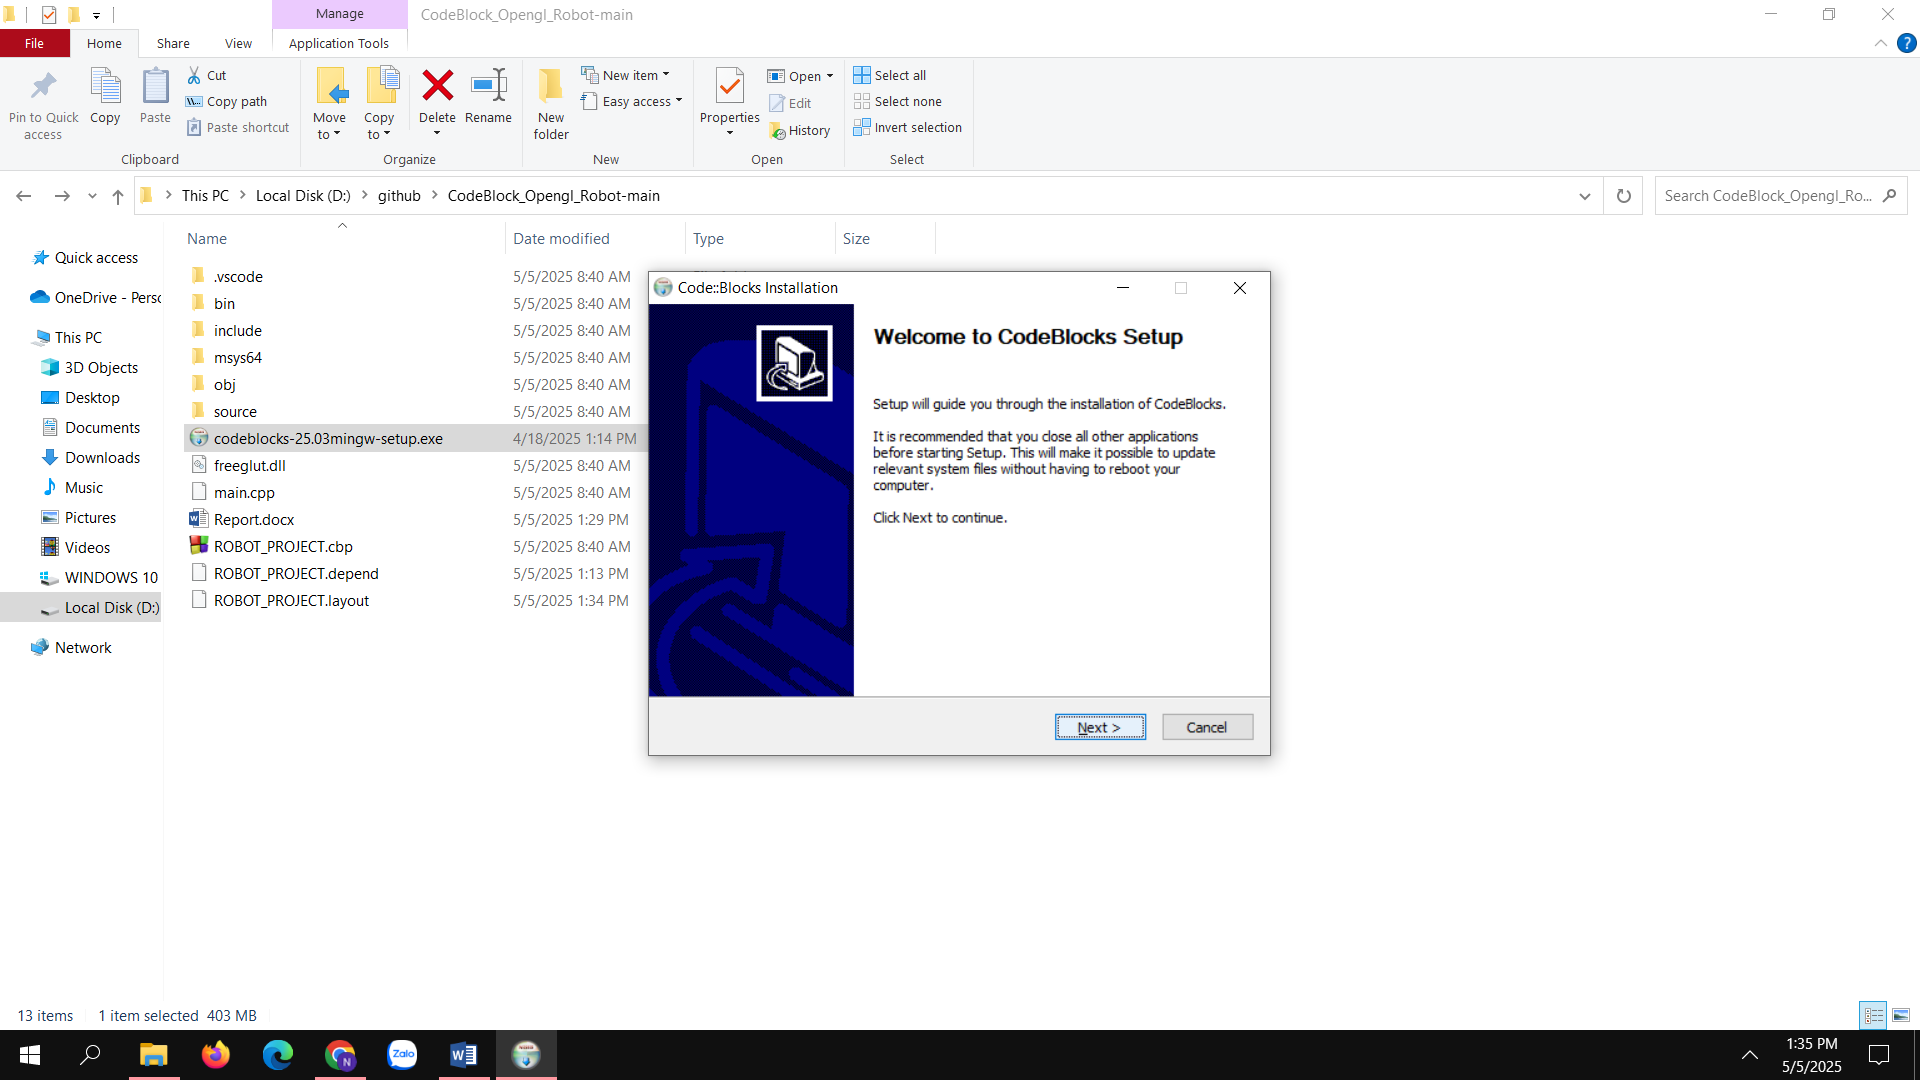 Manage
CodeBlock_Opengl_Robot-main
File
Home
Share
View
Application Tools
Pin to Quick
access
Copy
Paste
Cut
Copy path
Paste shortcut
Clipboard
Move
to
Copy
to
Delete
Rename
Organize
New
folder
New item
Easy access
New
Properties
Open
Edit
History
Open
Select all
Select none
Invert selection
Select
This PC
Local Disk (D:)
github
CodeBlock_Opengl_Robot-main
Search CodeBlock_Opengl_Ro...
Name
Date modified
Type
Size
Quick access
OneDrive - Perso
This PC
3D Objects
Desktop
Documents
Downloads
Music
Pictures
Videos
WINDOWS 10
Local Disk (D:)
Network
.vscode 5/5/2025 8:40 AM
bin 5/5/2025 8:40 AM
include 5/5/2025 8:40 AM
msys64 5/5/2025 8:40 AM
obj 5/5/2025 8:40 AM
source 5/5/2025 8:40 AM
codeblocks-25.03mingw-setup.exe 4/18/2025 1:14 PM
freeglut.dll 5/5/2025 8:40 AM
main.cpp 5/5/2025 8:40 AM
Report.docx 5/5/2025 1:29 PM
ROBOT_PROJECT.cbp 5/5/2025 8:40 AM
ROBOT_PROJECT.depend 5/5/2025 1:13 PM
ROBOT_PROJECT.layout 5/5/2025 1:34 PM
Code::Blocks Installation
Welcome to CodeBlocks Setup
Setup will guide you through the installation of CodeBlocks.
It is recommended that you close all other applications
before starting Setup. This will make it possible to update
relevant system files without having to reboot your
computer.
Click Next to continue.
Next >
Cancel
13 items
1 item selected 403 MB
N
Zalo
1:35 PM
5/5/2025